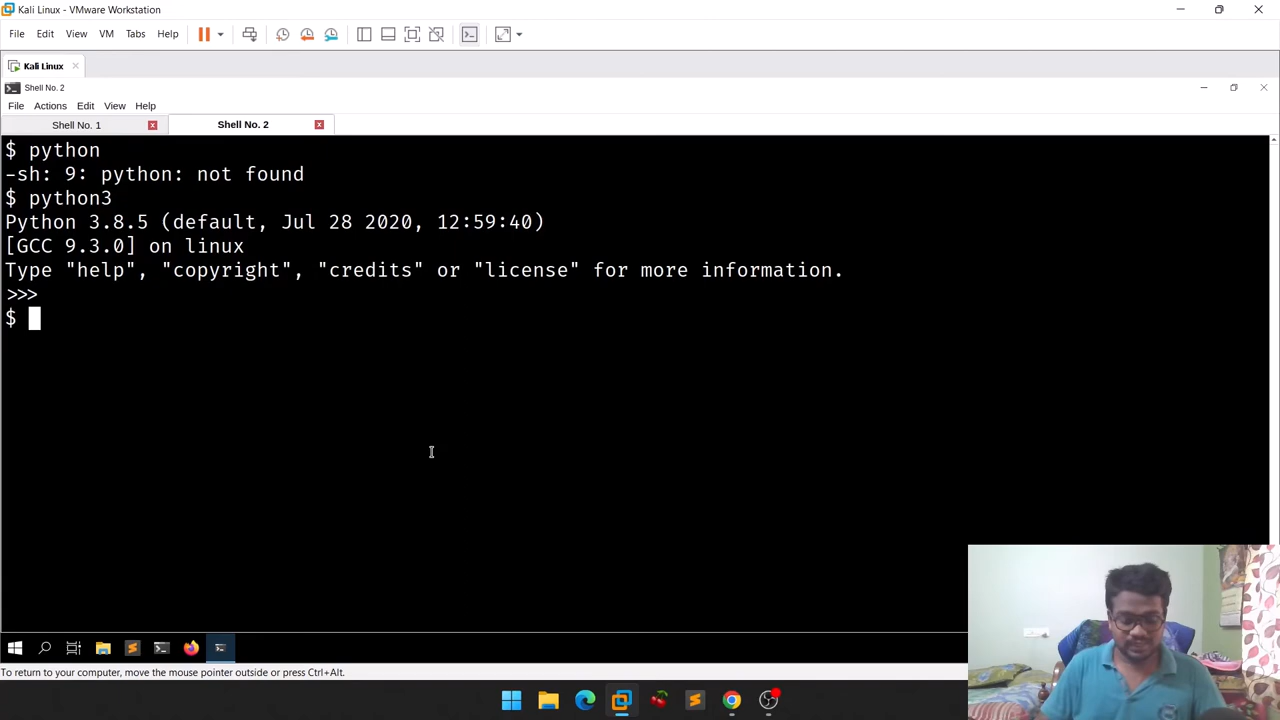 Kali Linux - VMware Workstation
File Edit View VM Tabs Help
Kali Linux
Shell No. 2
File Actions Edit View Help
Shell No. 1 Shell No. 2
$ python
-sh: 9: python: not found
$ python3
Python 3.8.5 (default, Jul 28 2020, 12:59:40)
[GCC 9.3.0] on linux
Type "help", "copyright", "credits" or "license" for more information.
>>>
$
To return to your computer, move the mouse pointer outside or press Ctrl+Alt.